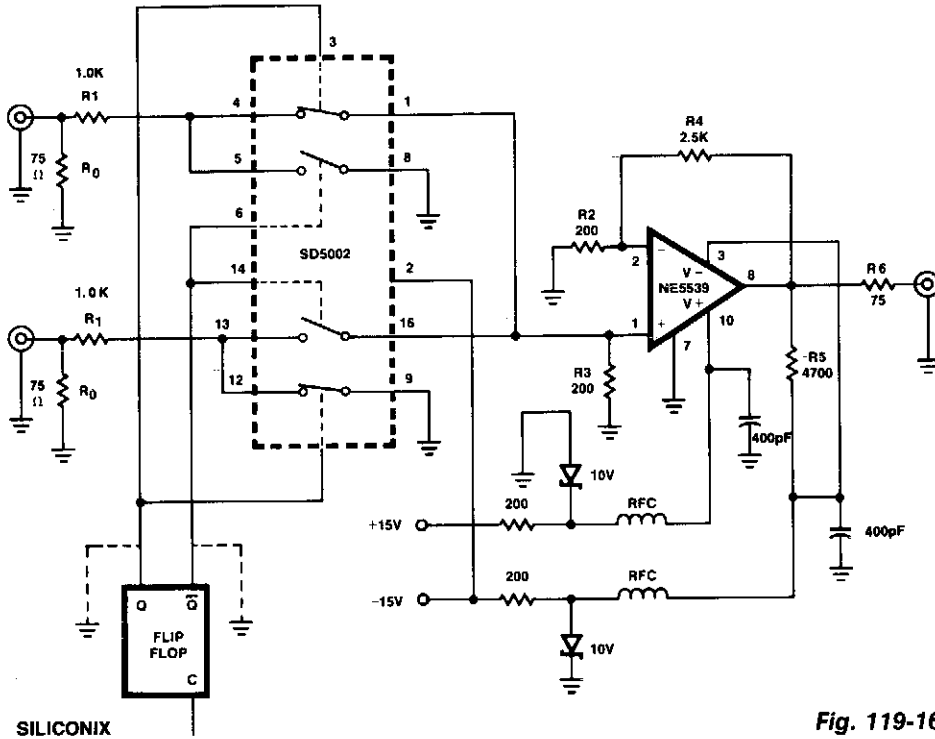 3
1.0K
R1
4
1
R4
2.5K
75
Ω
R0
5
8
6
R2
200
SD5002
2
−
3
V −
NE5539
V +
8
R6
75
14
2
10
1.0K
R1
13
16
1
+
7
-R5
4700
75
Ω
R0
12
9
R3
200
400pF
10V
200
RFC
+15V
400pF
200
RFC
−15V
Q
Q̅
FLIP
FLOP
10V
C
SILICONIX
Fig. 119-16